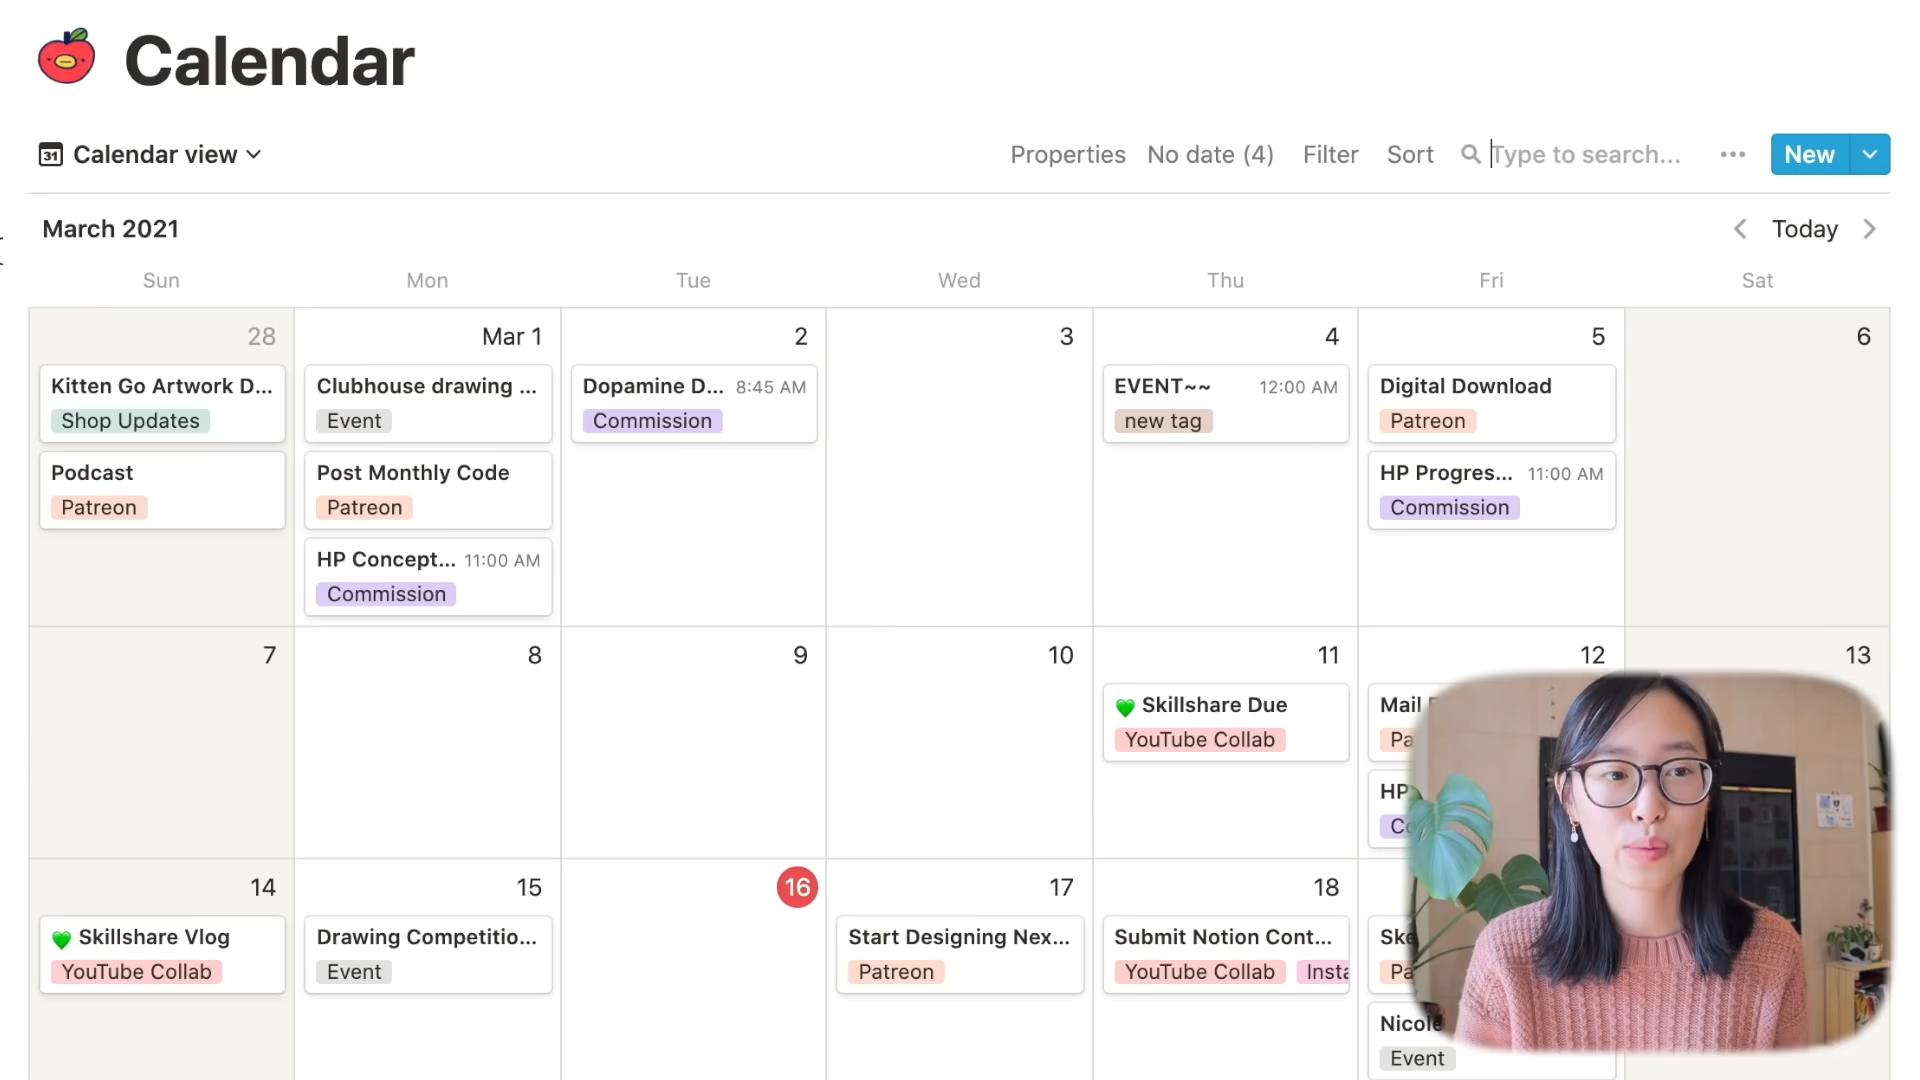 Calendar
31 Calendar view
Properties No date (4) Filter Sort Type to search... New
March 2021
Today
Sun Mon Tue Wed Thu Fri Sat
28 Mar 1 2 3 4 5 6
Kitten Go Artwork D...
Shop Updates
Podcast
Patreon
Clubhouse drawing ...
Event
Post Monthly Code
Patreon
HP Concept... 11:00 AM
Commission
Dopamine D... 8:45 AM
Commission
EVENT~~ 12:00 AM
new tag
Digital Download
Patreon
HP Progres... 11:00 AM
Commission
7 8 9 10 11 12 13
Skillshare Due
YouTube Collab
Mail
HP
14 15 16 17 18
Skillshare Vlog
YouTube Collab
Drawing Competitio...
Event
Start Designing Nex...
Patreon
Submit Notion Cont...
YouTube Collab Insta
Nicole
Event